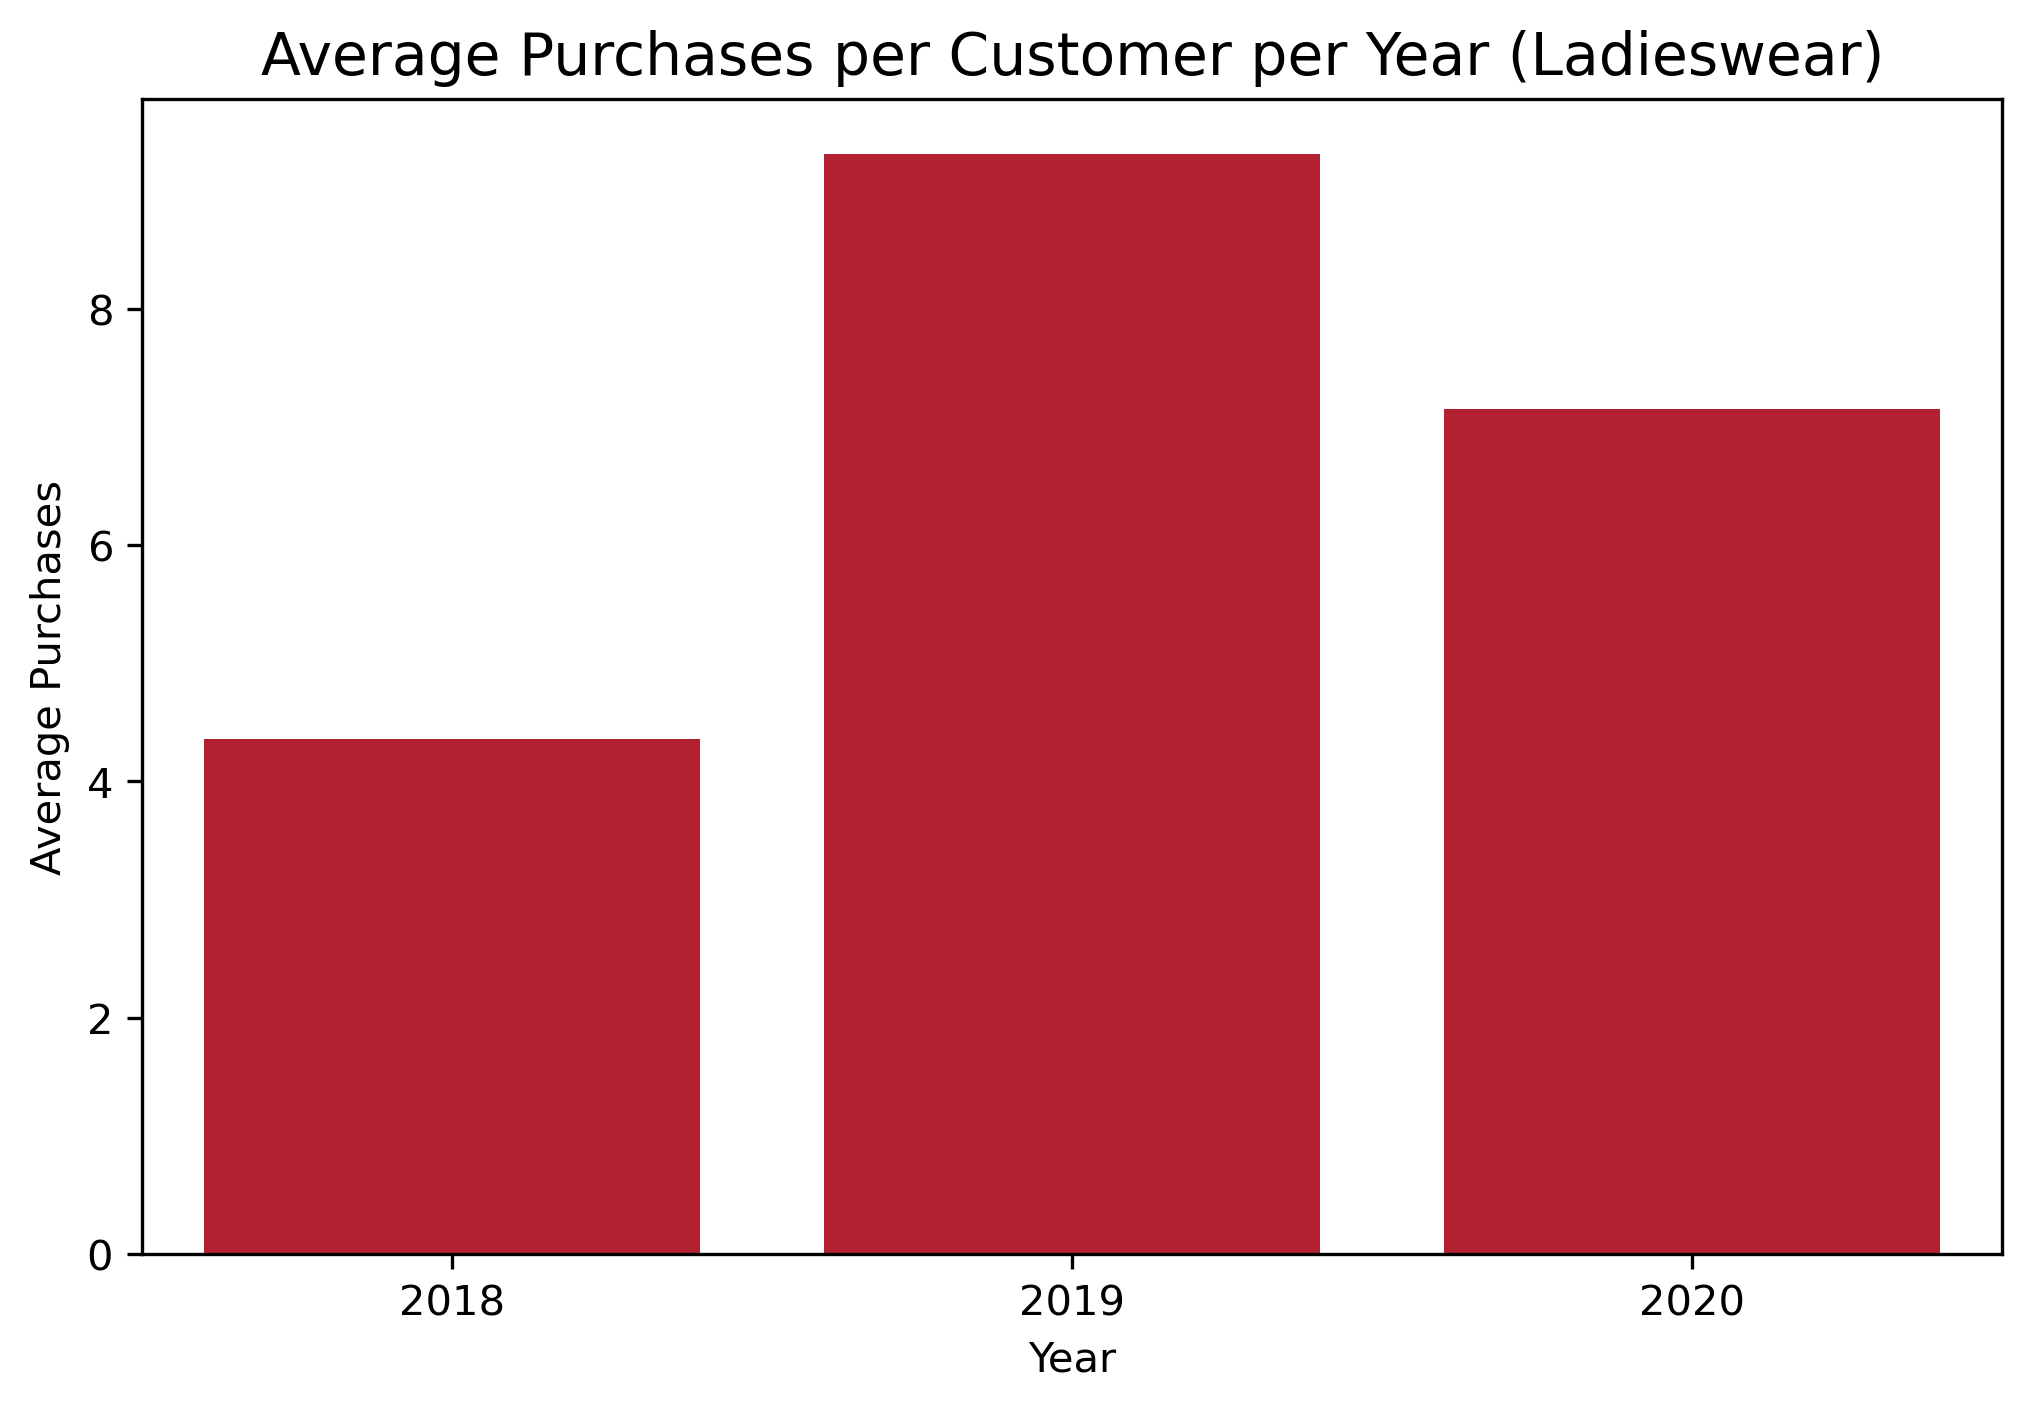 Average Purchases per Customer per Year (Ladieswear)
Average Purchases
8
6
4
2
0
2018 2019 2020
Year